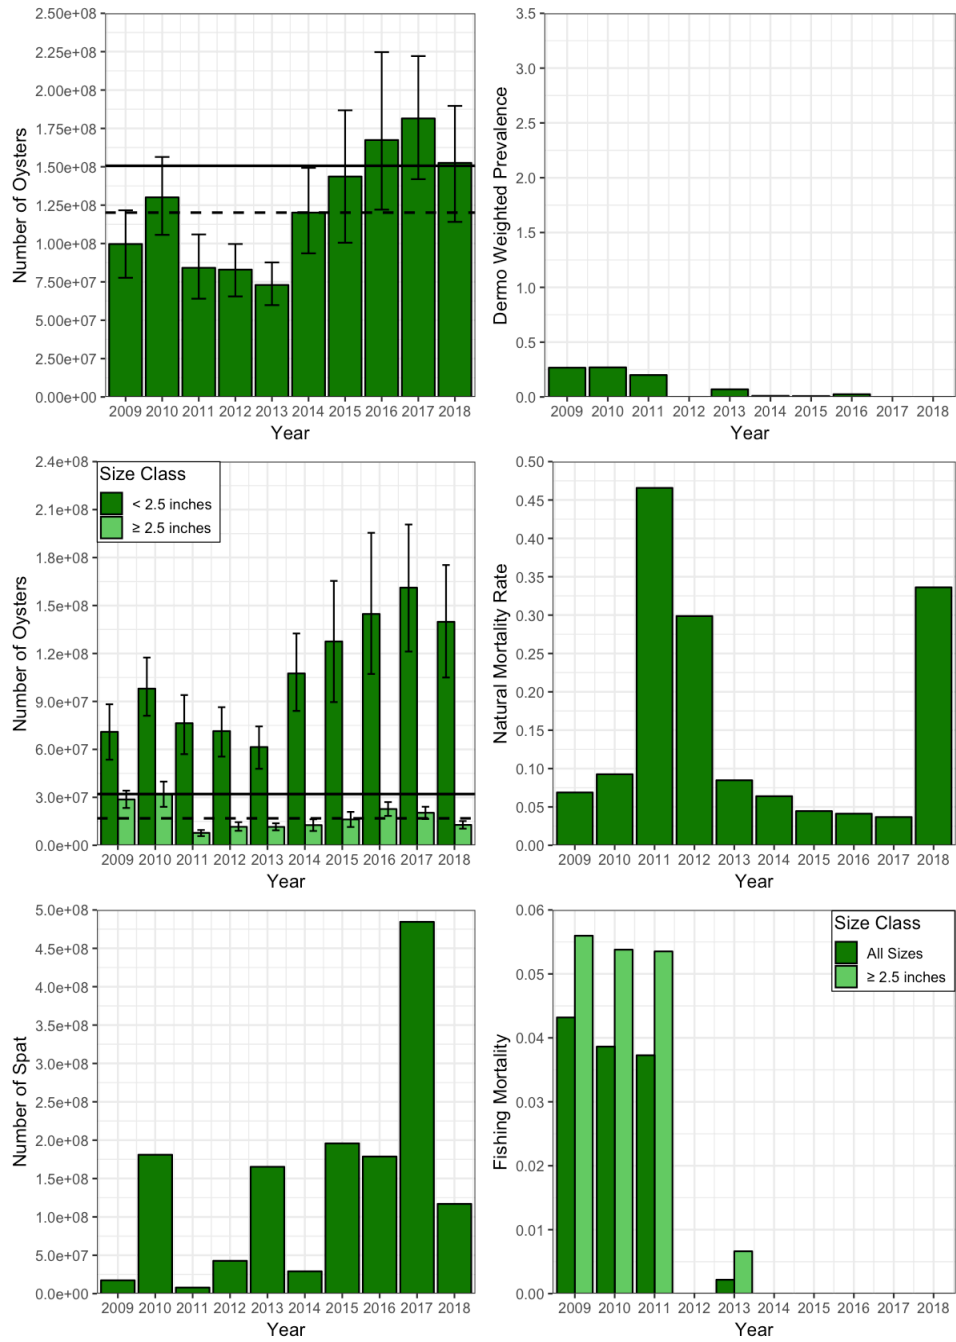 Number of Oysters
2.50e+08
2.25e+08
2.00e+08
1.75e+08
1.50e+08
1.25e+08
1.00e+08
7.50e+07
5.00e+07
2.50e+07
0.00e+00
2009 2010 2011 2012 2013 2014 2015 2016 2017 2018
Year
Dermo Weighted Prevalence
3.5
3.0
2.5
2.0
1.5
1.0
0.5
0.0
2009 2010 2011 2012 2013 2014 2015 2016 2017 2018
Year
Number of Oysters
2.4e+08
2.1e+08
1.8e+08
1.5e+08
1.2e+08
9.0e+07
6.0e+07
3.0e+07
0.0e+00
Size Class
< 2.5 inches
≥ 2.5 inches
2009 2010 2011 2012 2013 2014 2015 2016 2017 2018
Year
Natural Mortality Rate
0.50
0.45
0.40
0.35
0.30
0.25
0.20
0.15
0.10
0.05
0.00
2009 2010 2011 2012 2013 2014 2015 2016 2017 2018
Year
Number of Spat
5.0e+08
4.5e+08
4.0e+08
3.5e+08
3.0e+08
2.5e+08
2.0e+08
1.5e+08
1.0e+08
5.0e+07
0.0e+00
2009 2010 2011 2012 2013 2014 2015 2016 2017 2018
Year
Fishing Mortality
0.06
0.05
0.04
0.03
0.02
0.01
0.00
Size Class
All Sizes
≥ 2.5 inches
2009 2010 2011 2012 2013 2014 2015 2016 2017 2018
Year